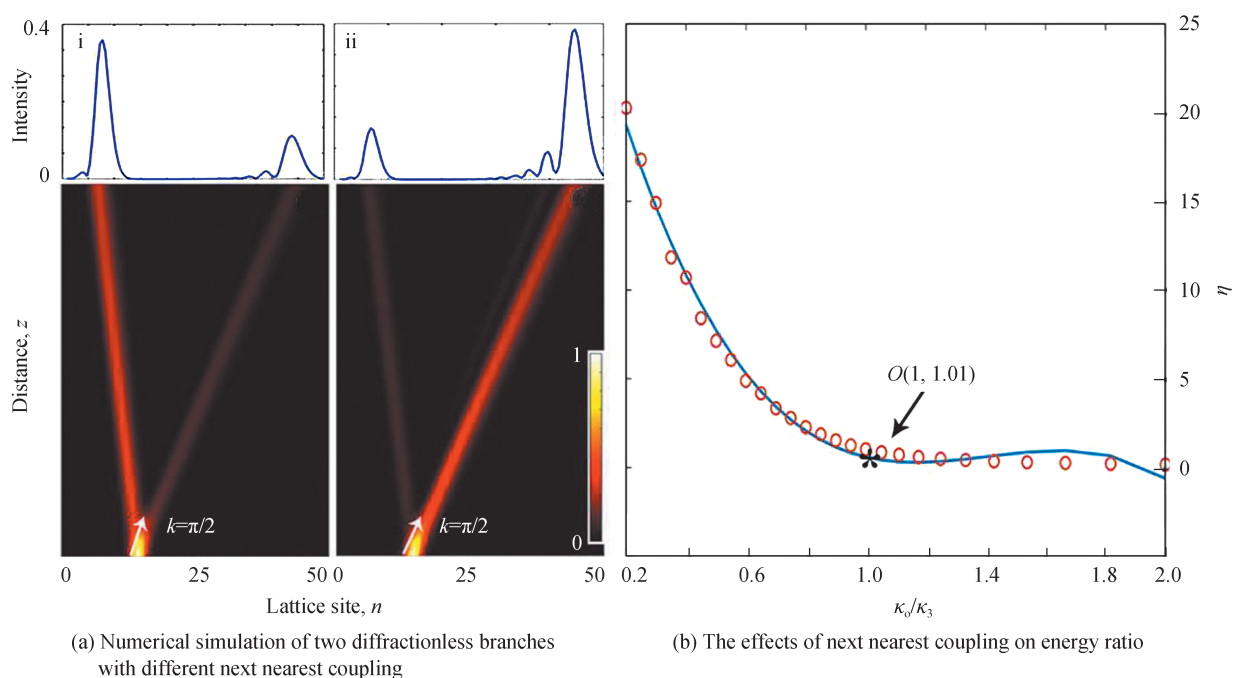 0.4
i
ii
Intensity
0
Distance, z
k=π/2
k=π/2
1
0
0
25
50
0
25
50
Lattice site, n
(a) Numerical simulation of two diffractionless branches
with different next nearest coupling
25
20
15
10
5
0
η
O(1, 1.01)
0.2
0.6
1.0
1.4
1.8
2.0
κo/κ3
(b) The effects of next nearest coupling on energy ratio